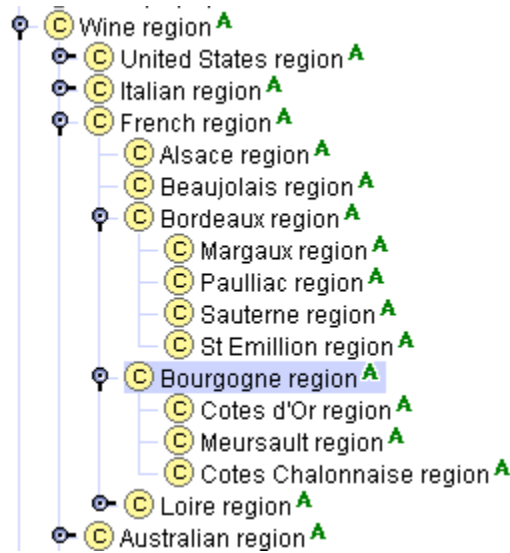 C Wine region A
C United States region A
C Italian region A
C French region A
C Alsace region A
C Beaujolais region A
C Bordeaux region A
C Margaux region A
C Paulliac region A
C Sauterne region A
C St Emillion region A
C Bourgogne region A
C Cotes d'Or region A
C Meursault region A
C Cotes Chalonnaise region A
C Loire region A
C Australian region A